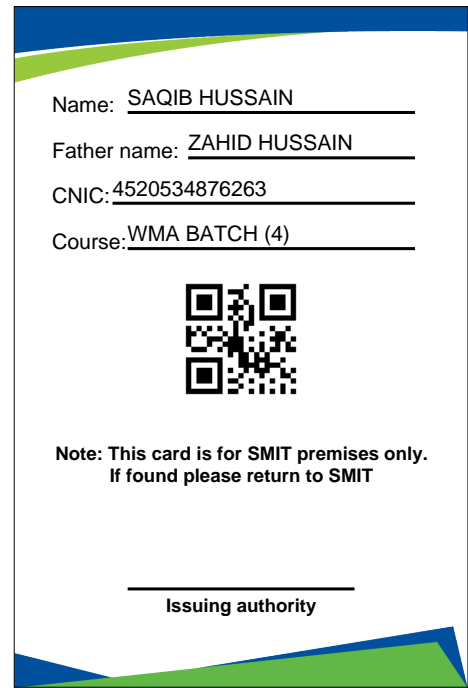 Name: SAQIB HUSSAIN
Father name: ZAHID HUSSAIN
CNIC: 4520534876263
Course: WMA BATCH (4)
Note: This card is for SMIT premises only.
If found please return to SMIT
Issuing authority